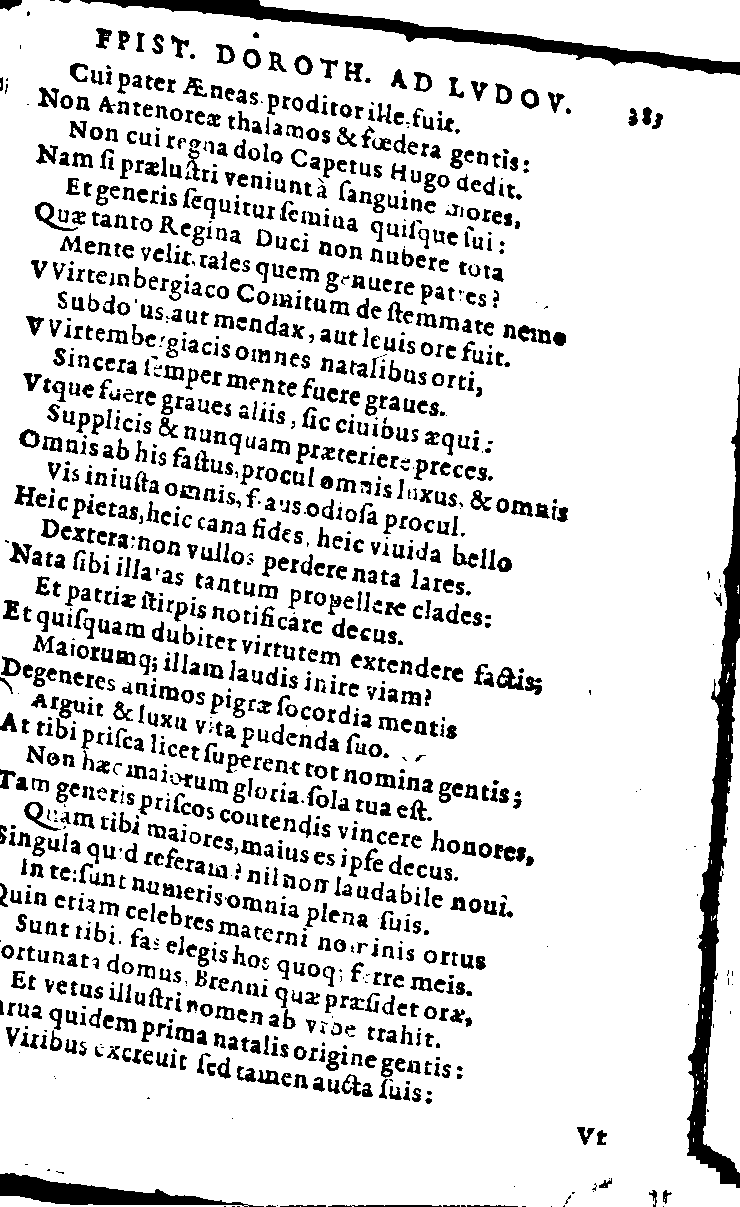 EPIST. DOROTH. AD LVDOV. 383
Cui pater Æneas proditor ille fuit.
Non Antenoreæ thalamos & fœdera gentis:
Non cui regna dolo Capetus Hugo dedit.
Nam ſi præluſtri veniunt à ſanguine mores,
Et generis ſequitur ſemina quiſque ſui:
Quæ tanto Regina Duci non nubere tota
Mente velit, tales quem genuere patres?
VVirtembergiaco Comitum de ſtemmate nemo
Subdolus, aut mendax, aut leuis ore fuit.
VVirtembergiacis omnes natalibus orti,
Sincera ſemper mente fuere graues.
Vtque fuere graues aliis, ſic ciuibus æqui:
Supplicis & nunquam præteriere preces.
Omnis ab his faſtus, procul omnis luxus, & omnis
Vis iniuſta omnis, fraus odioſa procul.
Heic pietas, heic cana fides, heic viuida bello
Dextera: non vullos perdere nata lares.
Nata ſibi illatas tantum propellere clades:
Et patriæ ſtirpis notificare decus.
Et quiſquam dubitet virtutem extendere factis;
Maiorumq; illam laudis inire viam?
Degeneres animos pigræ ſocordia mentis
Arguit & luxu vita pudenda ſuo.
At tibi priſca licet ſuperent tot nomina gentis;
Non hæc maiorum gloria ſola tua eſt.
Tam generis priſcos contendis vincere honores,
Quàm tibi maiores, maius es ipſe decus.
Singula quid referam? nil non laudabile noui.
In te ſunt numeris omnia plena ſuis.
Quin etiam celebres materni nominis ortus
Sunt tibi. fas elegis hos quoq; ferre meis.
Fortunata domus, Brenni quæ præſidet oræ,
Et vetus illuſtri nomen ab vrbe trahit.
Parua quidem prima natalis origine gentis:
Viribus excreuit ſed tamen aucta ſuis:
Vt